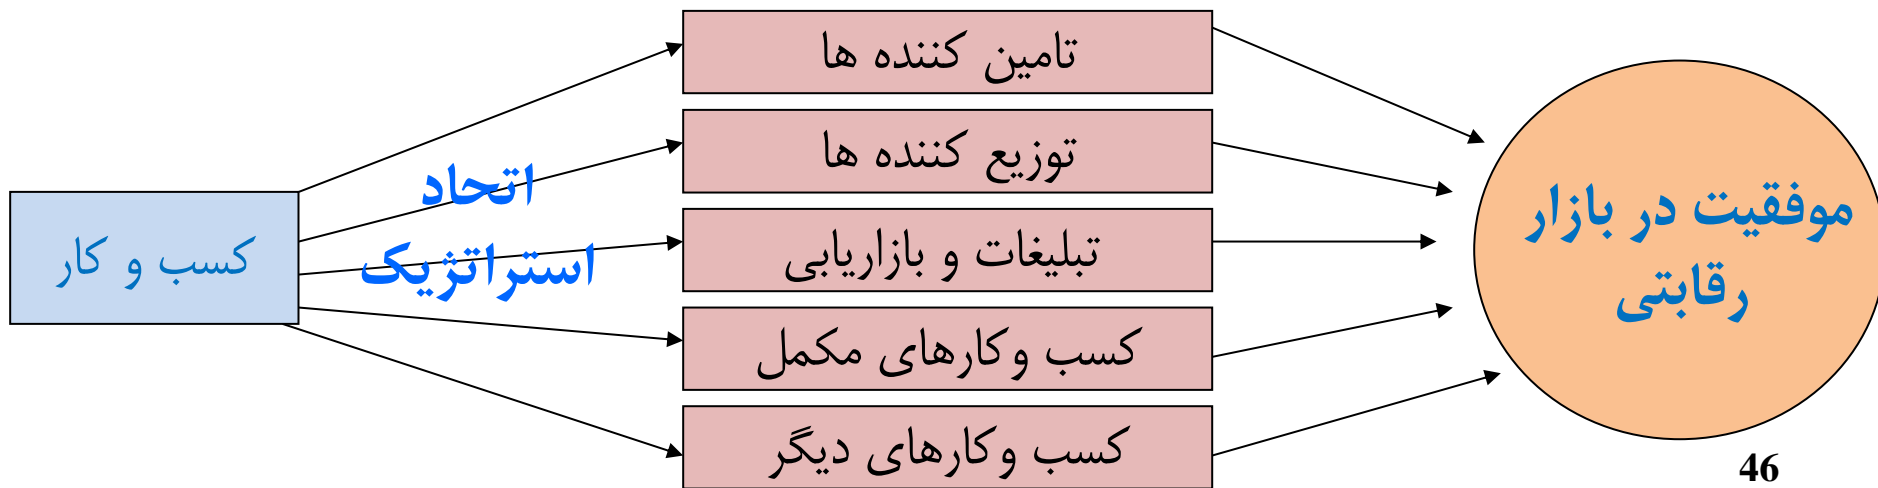 تامین کننده ها
توزیع کننده ها
تبلیغات و بازاریابی
کسب وکارهای مکمل
کسب وکارهای دیگر
کسب و کار
اتحاد
استراتژیک
موفقیت در بازار
رقابتی
46